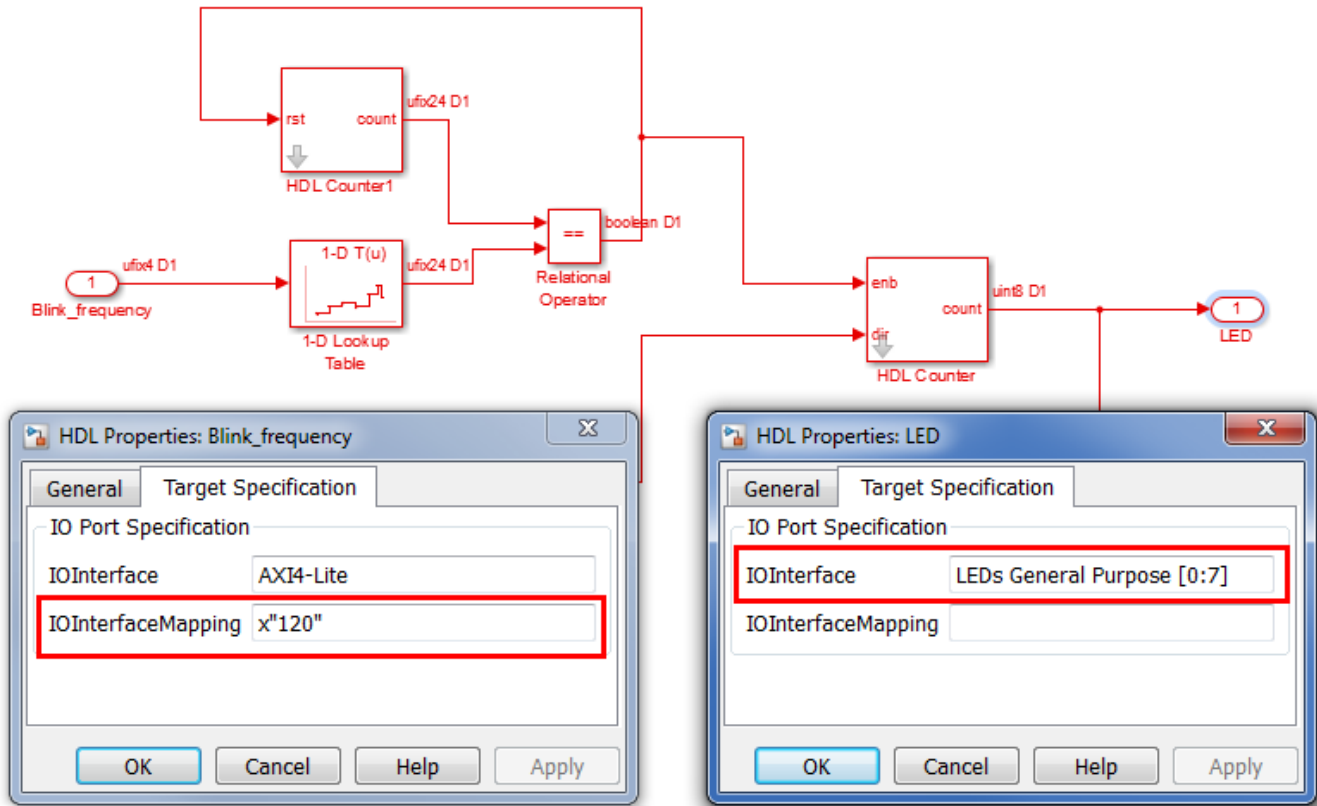 ufix24 D1
rst
count
HDL Counter1
1-D T(u)
ufix4 D1
ufix24 D1
1
Blink_frequency
1-D Lookup
Table
boolean D1
==
Relational
Operator
enb
count
dir
uint8 D1
HDL Counter
1
LED
HDL Properties: Blink_frequency
General
Target Specification
IO Port Specification
IOInterface
AXI4-Lite
IOInterfaceMapping
x"120"
OK
Cancel
Help
Apply
HDL Properties: LED
General
Target Specification
IO Port Specification
IOInterface
LEDs General Purpose [0:7]
IOInterfaceMapping
OK
Cancel
Help
Apply